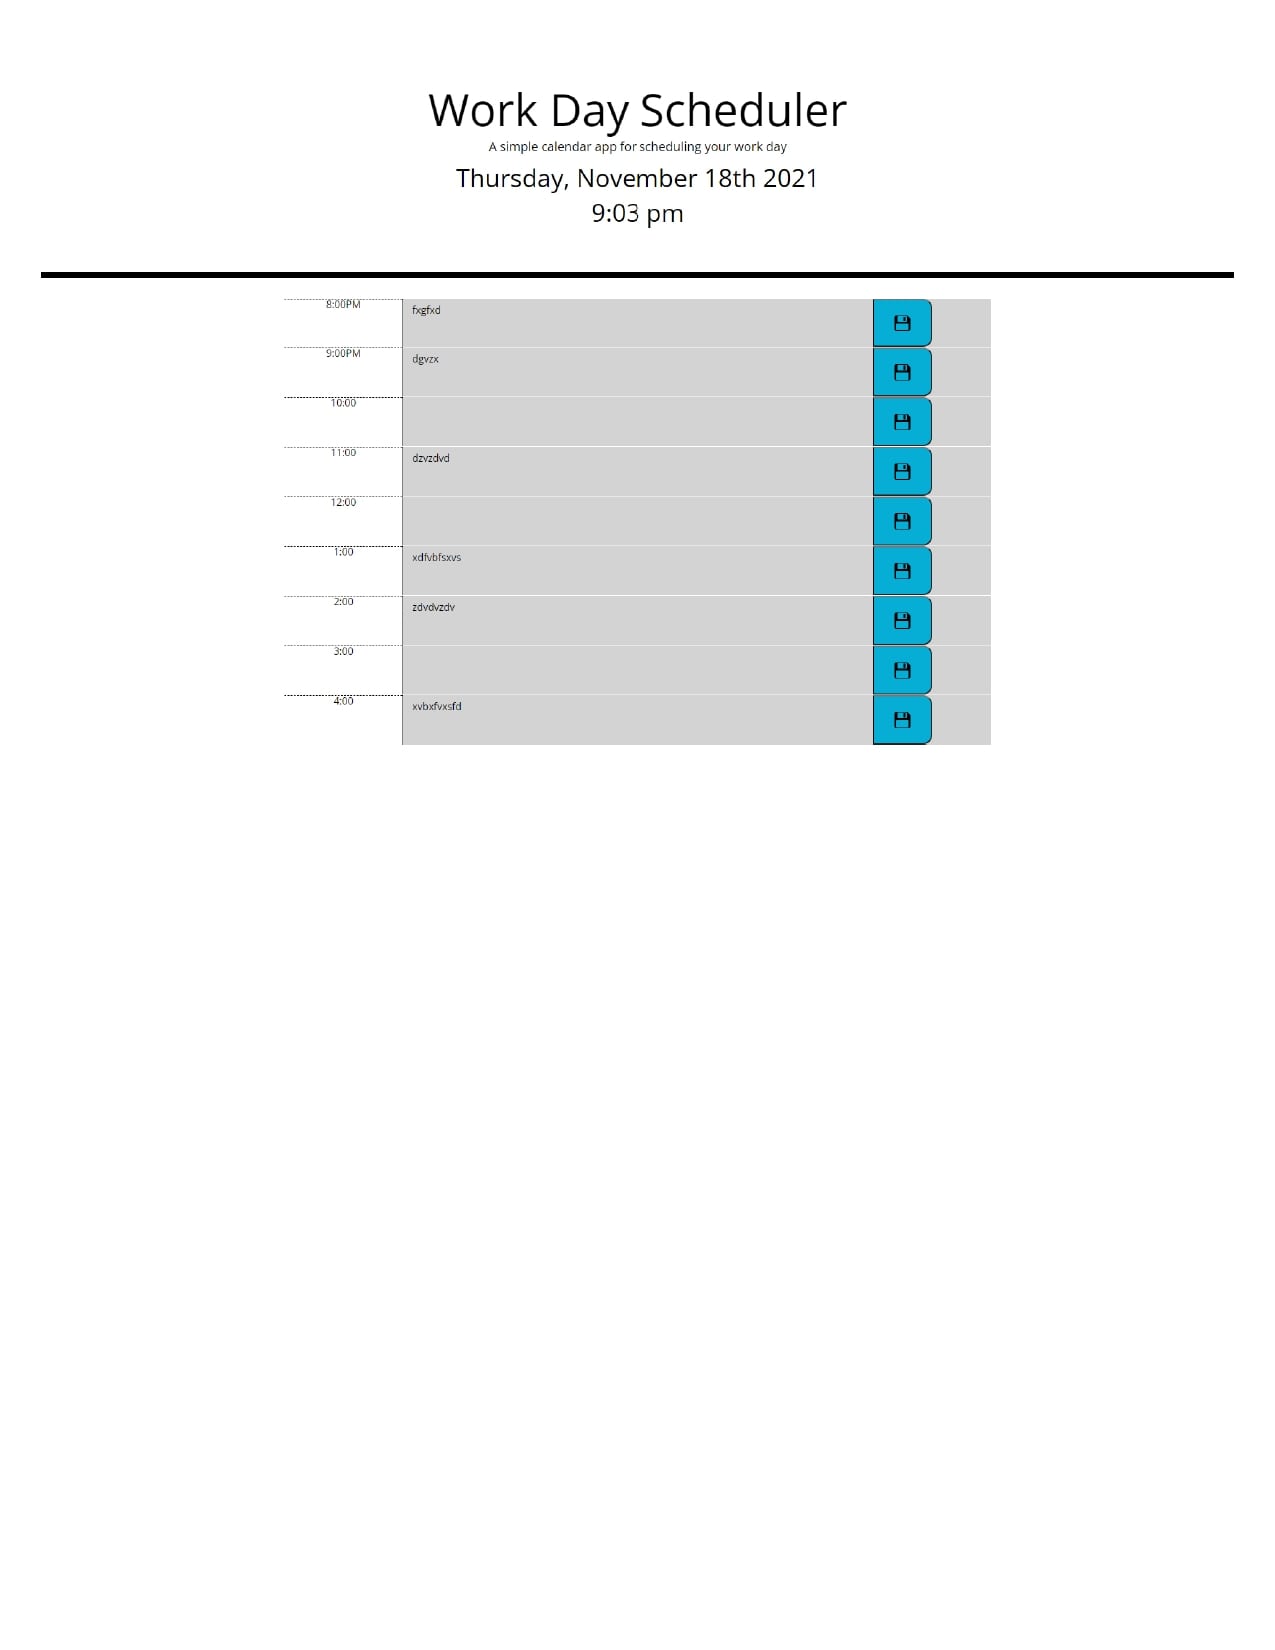 Work Day Scheduler
A simple calendar app for scheduling your work day
Thursday, November 18th 2021
9:03 pm
8:00PM fxgfxd
9:00PM dgvzx
10:00
11:00 dzvzdvd
12:00
1:00 xdfvbfsxvs
2:00 zdvdvzdv
3:00
4:00 xvbxfvxsfd